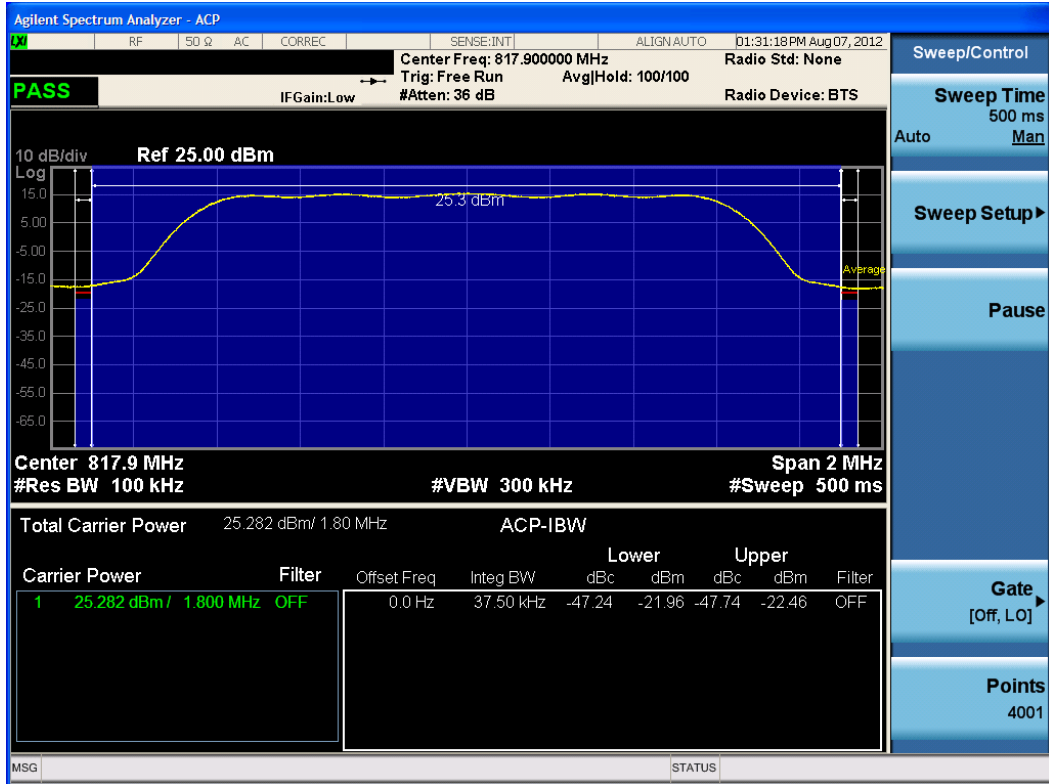 Agilent Spectrum Analyzer - ACP
LXI RF 50 Ω AC CORREC SENSE:INT ALIGN AUTO 01:31:18 PM Aug 07, 2012
Center Freq: 817.900000 MHz Radio Std: None
Trig: Free Run Avg|Hold: 100/100
PASS IFGain:Low #Atten: 36 dB Radio Device: BTS
10 dB/div Ref 25.00 dBm
Log
15.0
25.3 dBm
5.00
-5.00
Average
-15.0
-25.0
-35.0
-45.0
-55.0
-65.0
Center 817.9 MHz Span 2 MHz
#Res BW 100 kHz #VBW 300 kHz #Sweep 500 ms
Total Carrier Power 25.282 dBm/ 1.80 MHz ACP-IBW
Lower Upper
Carrier Power Filter Offset Freq Integ BW dBc dBm dBc dBm Filter
1 25.282 dBm / 1.800 MHz OFF 0.0 Hz 37.50 kHz -47.24 -21.96 -47.74 -22.46 OFF
MSG STATUS
Sweep/Control
Sweep Time
500 ms
Auto Man
Sweep Setup
Pause
Gate
[Off, LO]
Points
4001